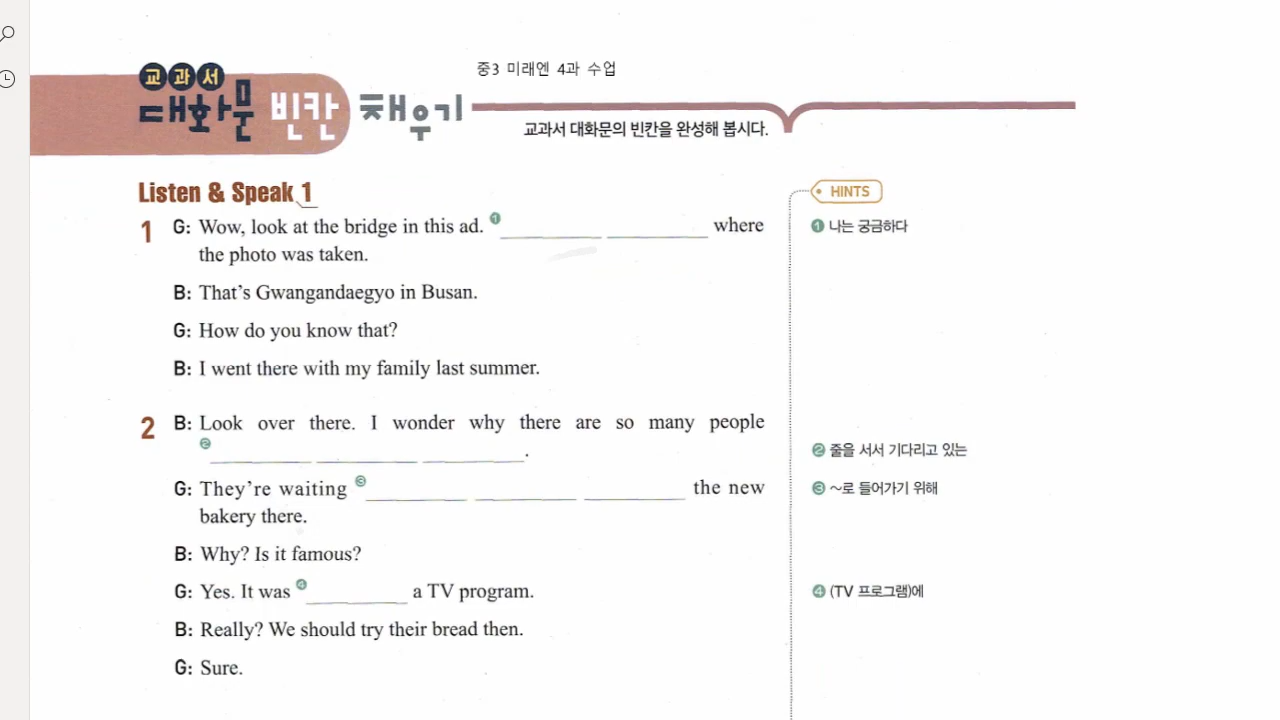 중3 미래엔 4과 수업
교과서
대화문 빈칸 채우기
교과서 대화문의 빈칸을 완성해 봅시다.
Listen & Speak 1
HINTS
1 G: Wow, look at the bridge in this ad. ❶ __________ __________ where
❶ 나는 궁금하다
the photo was taken.
B: That's Gwangandaegyo in Busan.
G: How do you know that?
B: I went there with my family last summer.
2 B: Look over there. I wonder why there are so many people
❷ __________ __________ __________.
❷ 줄을 서서 기다리고 있는
G: They're waiting ❸ __________ __________ __________ the new
❸ ～로 들어가기 위해
bakery there.
B: Why? Is it famous?
G: Yes. It was ❹ __________ a TV program.
❹ (TV 프로그램)에
B: Really? We should try their bread then.
G: Sure.